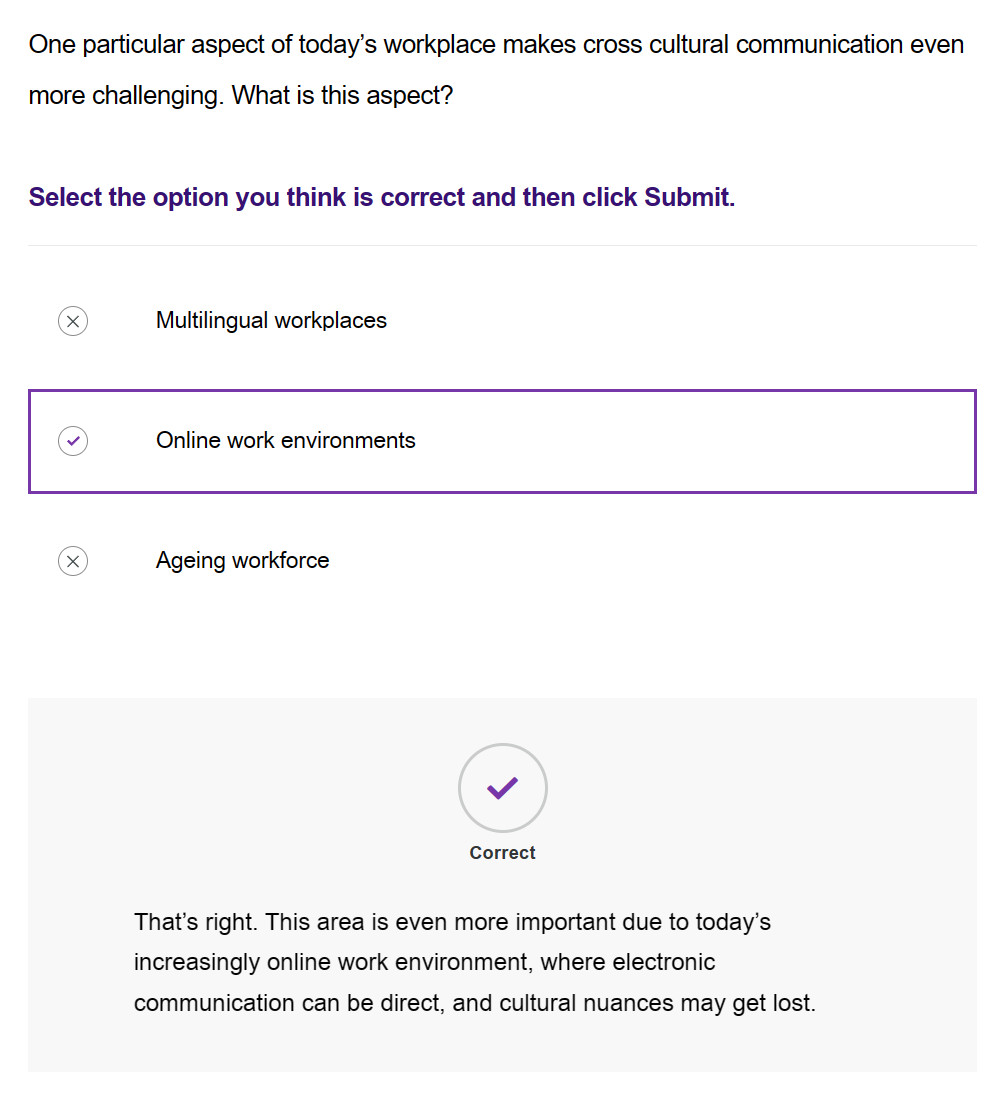 One particular aspect of today’s workplace makes cross cultural communication even
more challenging. What is this aspect?
Select the option you think is correct and then click Submit.
Multilingual workplaces
Online work environments
Ageing workforce
Correct
That’s right. This area is even more important due to today’s
increasingly online work environment, where electronic
communication can be direct, and cultural nuances may get lost.